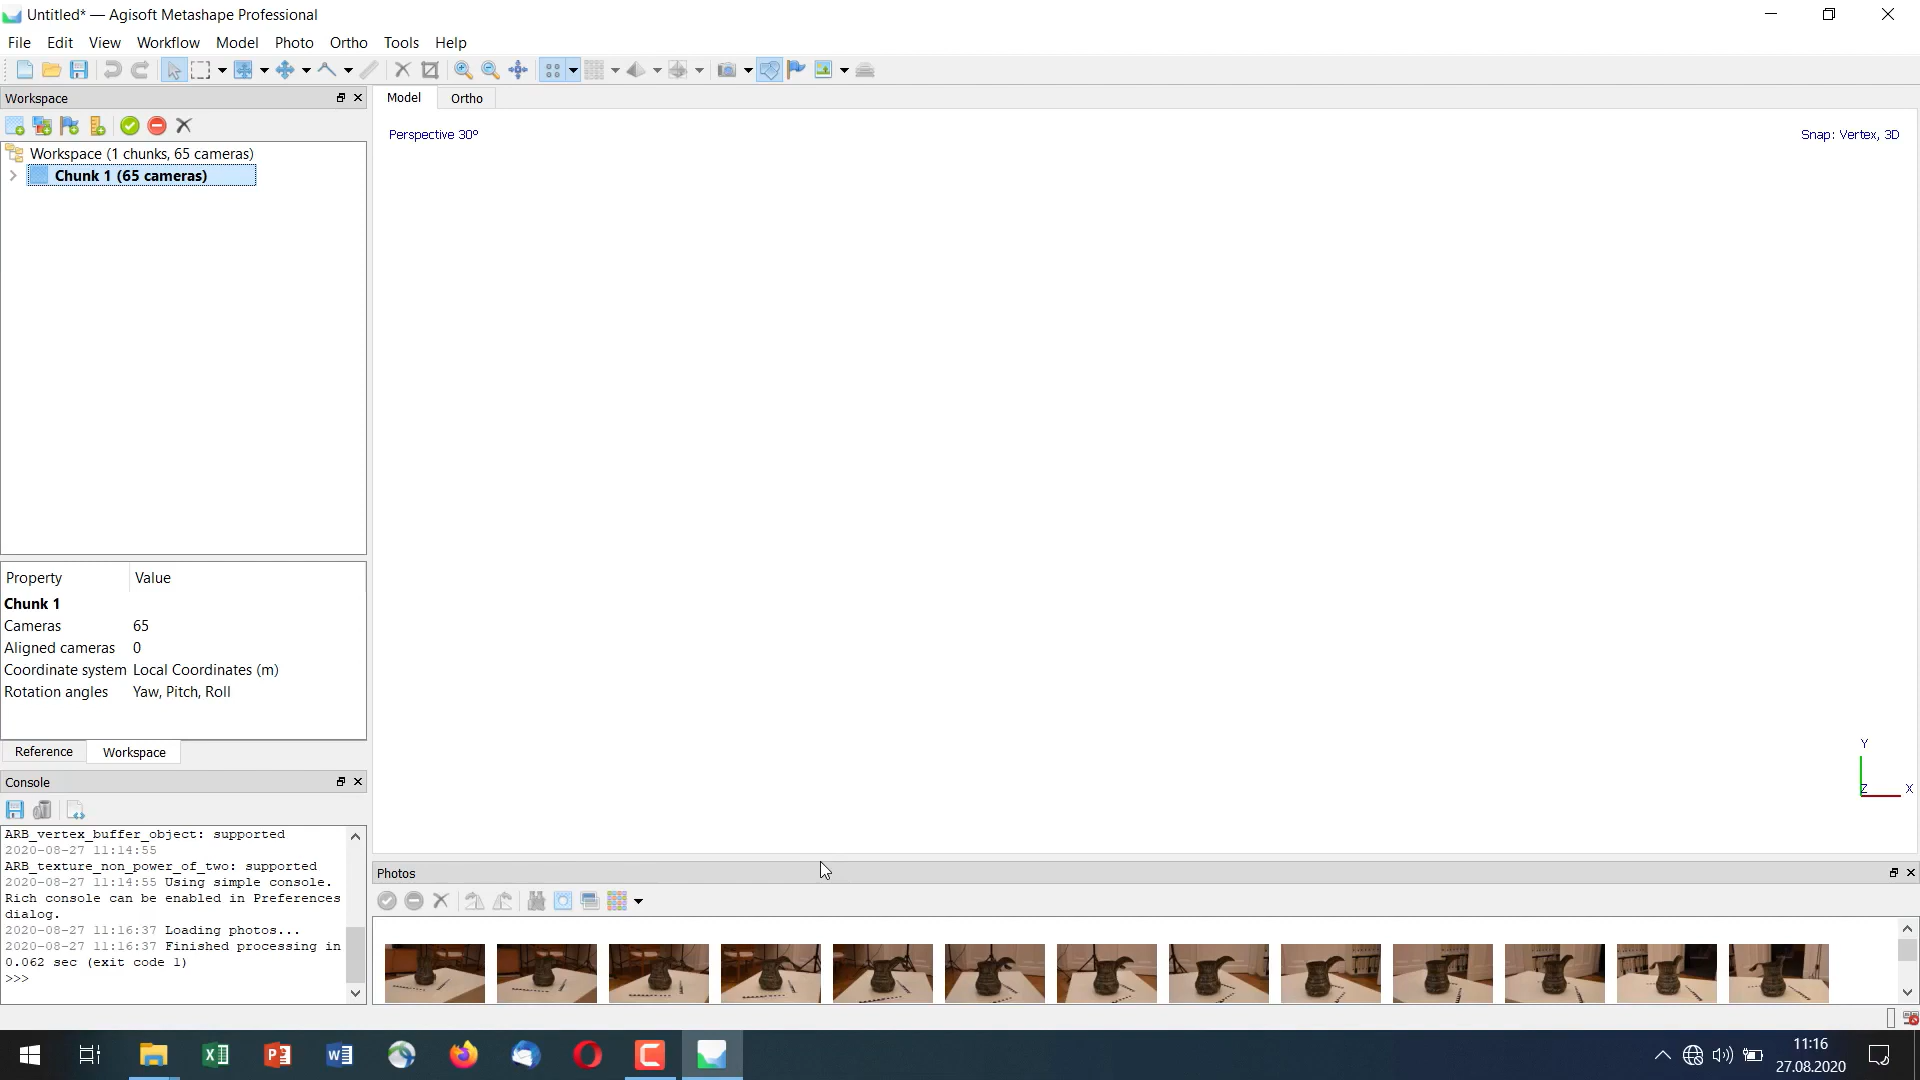 Untitled* — Agisoft Metashape Professional
File Edit View Workflow Model Photo Ortho Tools Help
Workspace
Model Ortho
Perspective 30°
Snap: Vertex, 3D
Workspace (1 chunks, 65 cameras)
Chunk 1 (65 cameras)
Property Value
Chunk 1
Cameras 65
Aligned cameras 0
Coordinate system Local Coordinates (m)
Rotation angles Yaw, Pitch, Roll
Reference Workspace
Y
Z X
Console
ARB_vertex_buffer_object: supported
2020-08-27 11:14:55
ARB_texture_non_power_of_two: supported
2020-08-27 11:14:55 Using simple console.
Rich console can be enabled in Preferences
dialog.
2020-08-27 11:16:37 Loading photos...
2020-08-27 11:16:37 Finished processing in
0.062 sec (exit code 1)
>>>
Photos
11:16
27.08.2020